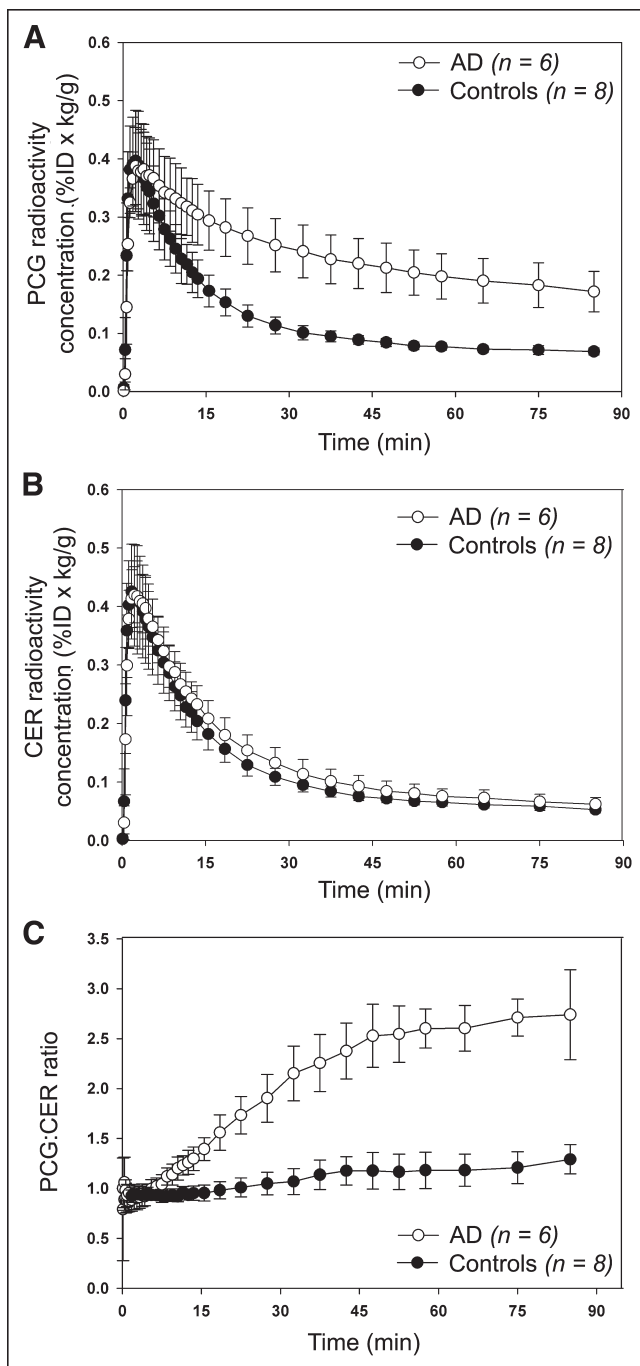 A
0.6
0.5
0.4
0.3
0.2
0.1
0.0
PCG radioactivity
concentration (%ID x kg/g)
AD (n = 6)
Controls (n = 8)
0 15 30 45 60 75 90
Time (min)
B
0.6
0.5
0.4
0.3
0.2
0.1
0.0
CER radioactivity
concentration (%ID x kg/g)
AD (n = 6)
Controls (n = 8)
0 15 30 45 60 75 90
Time (min)
C
3.5
3.0
2.5
2.0
1.5
1.0
0.5
0.0
PCG:CER ratio
AD (n = 6)
Controls (n = 8)
0 15 30 45 60 75 90
Time (min)